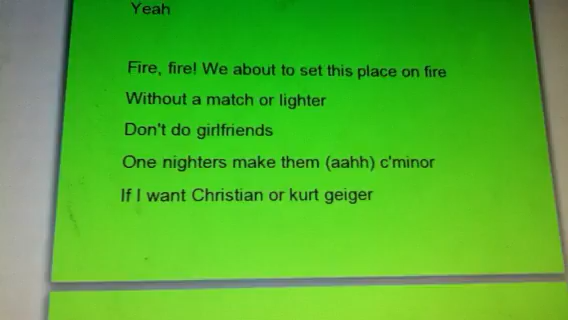 Yeah
Fire, fire! We about to set this place on fire
Without a match or lighter
Don't do girlfriends
One nighters make them (aahh) c'minor
If I want Christian or kurt geiger